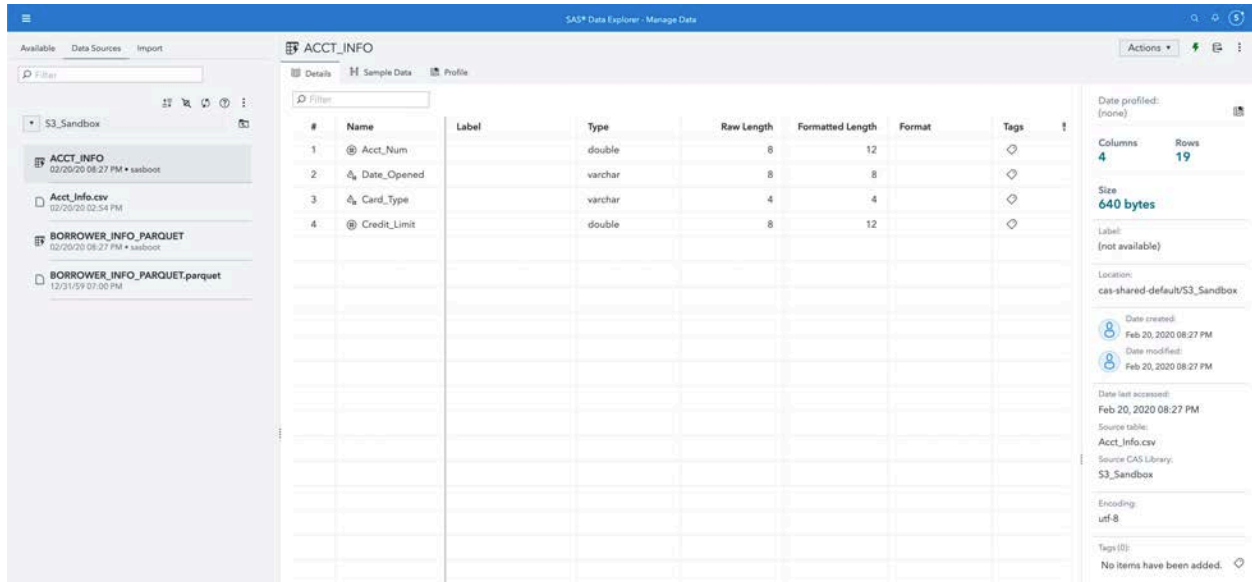 SAS® Data Explorer - Manage Data
S
Available Data Sources Import
Filter
S3_Sandbox
ACCT_INFO
02/20/20 08:27 PM • sasboot
Acct_Info.csv
02/20/20 02:54 PM
BORROWER_INFO_PARQUET
02/20/20 08:27 PM • sasboot
BORROWER_INFO_PARQUET.parquet
12/31/59 07:00 PM
ACCT_INFO
Actions
Details Sample Data Profile
Filter
# Name Label Type Raw Length Formatted Length Format Tags
1 Acct_Num double 8 12
2 Date_Opened varchar 8 8
3 Card_Type varchar 4 4
4 Credit_Limit double 8 12
Date profiled:
(none)
Columns Rows
4 19
Size
640 bytes
Label:
(not available)
Location:
cas-shared-default/S3_Sandbox
Date created:
Feb 20, 2020 08:27 PM
Date modified:
Feb 20, 2020 08:27 PM
Date last accessed:
Feb 20, 2020 08:27 PM
Source table:
Acct_Info.csv
Source CAS Library:
S3_Sandbox
Encoding:
utf-8
Tags (0):
No items have been added.